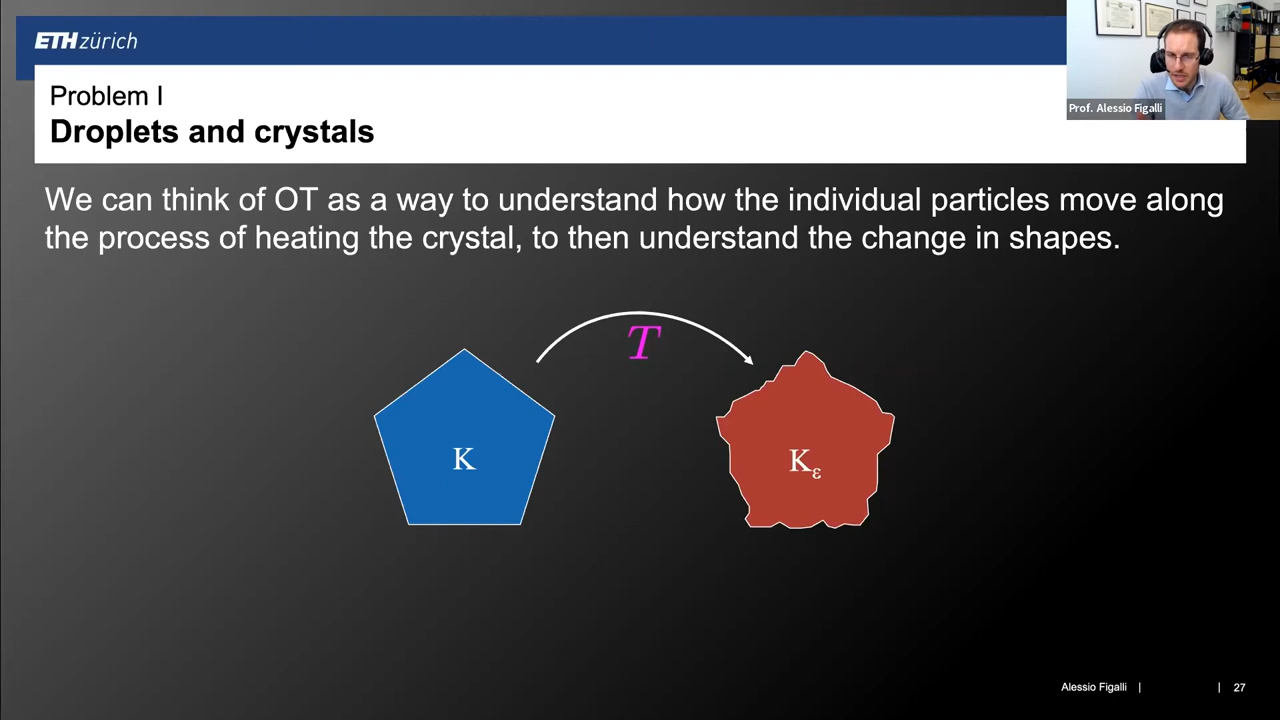 ETH zürich
Prof. Alessio Figalli
Problem I
Droplets and crystals
We can think of OT as a way to understand how the individual particles move along
the process of heating the crystal, to then understand the change in shapes.
T
K
Kε
Alessio Figalli | | 27